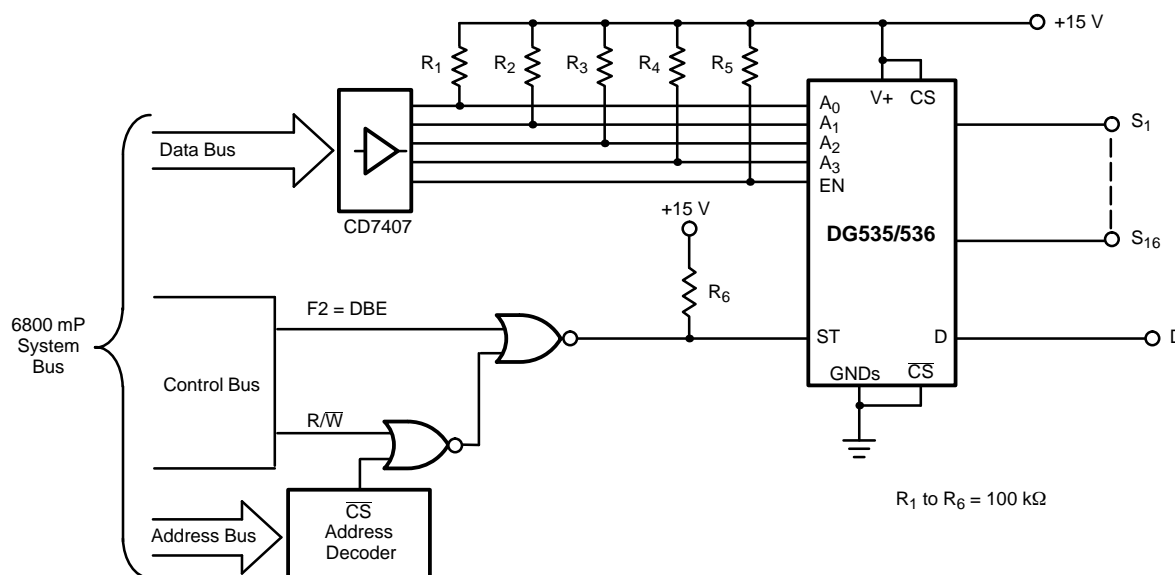 +15 V
R1
R2
R3
R4
R5
V+
CS
A0
A1
A2
A3
EN
S1
Data Bus
CD7407
+15 V
DG535/536
S16
R6
F2 = DBE
6800 mP
System
Bus
ST
D
D
Control Bus
GNDs
CS
R/W
R1 to R6 = 100 kΩ
CS
Address
Decoder
Address Bus